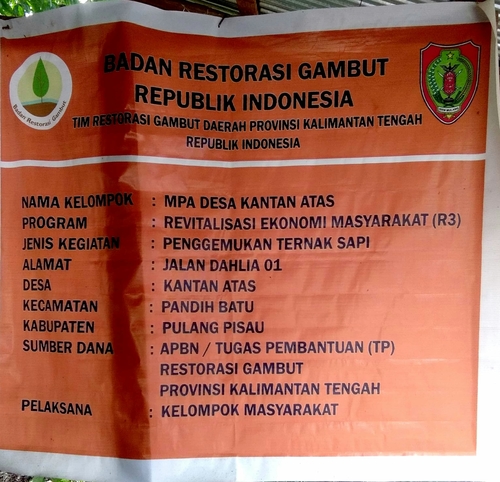 BADAN RESTORASI GAMBUT
REPUBLIK INDONESIA
TIM RESTORASI GAMBUT DAERAH PROVINSI KALIMANTAN TENGAH
REPUBLIK INDONESIA
Badan Restorasi Gambut
NAMA KELOMPOK : MPA DESA KANTAN ATAS
PROGRAM : REVITALISASI EKONOMI MASYARAKAT (R3)
JENIS KEGIATAN : PENGGEMUKAN TERNAK SAPI
ALAMAT : JALAN DAHLIA 01
DESA : KANTAN ATAS
KECAMATAN : PANDIH BATU
KABUPATEN : PULANG PISAU
SUMBER DANA : APBN / TUGAS PEMBANTUAN (TP)
RESTORASI GAMBUT
PROVINSI KALIMANTAN TENGAH
PELAKSANA : KELOMPOK MASYARAKAT